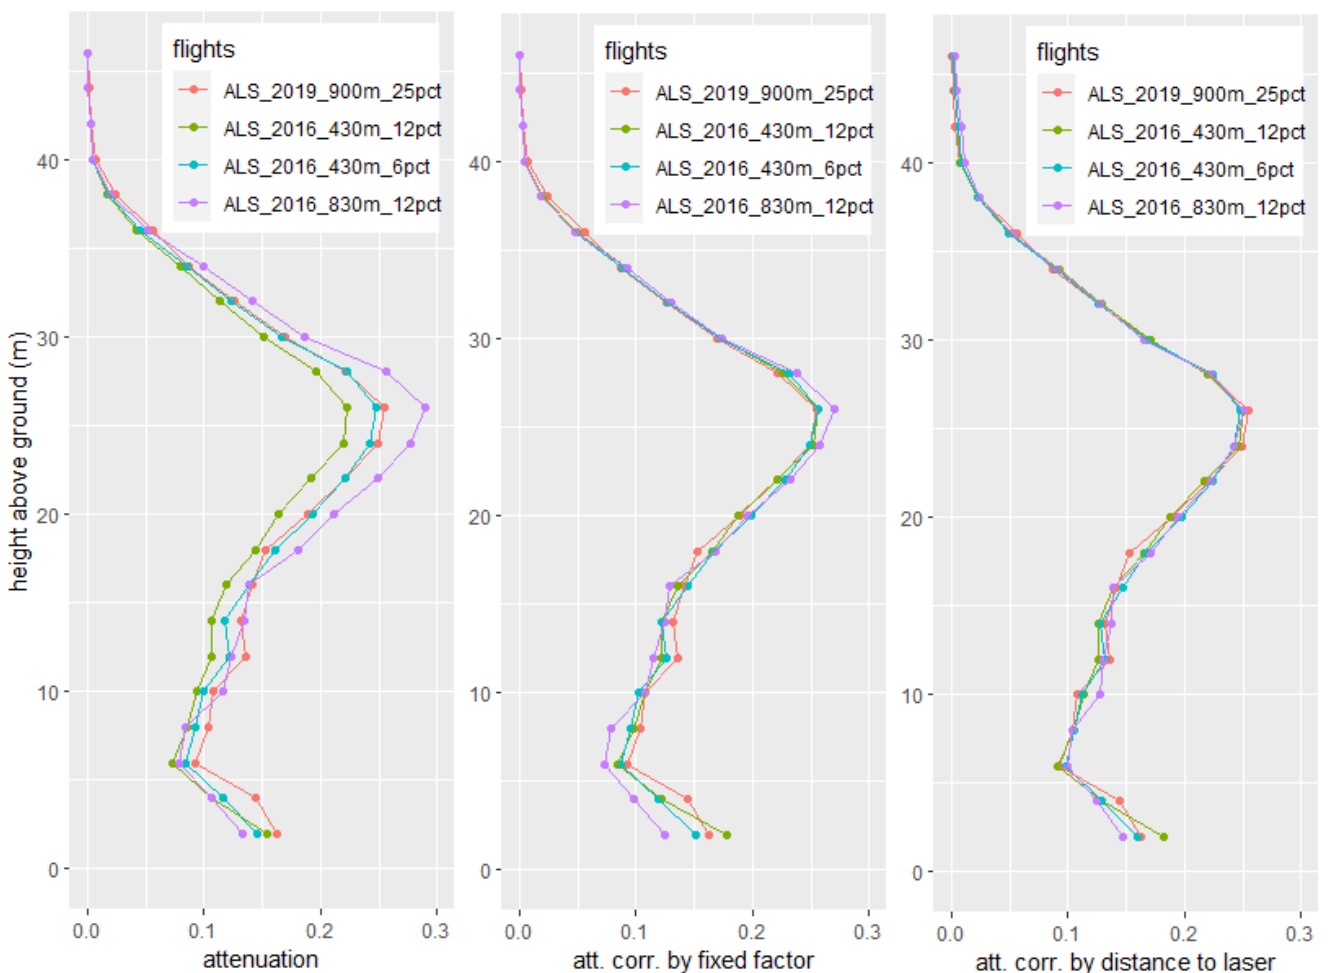 flights
ALS_2019_900m_25pct
ALS_2016_430m_12pct
ALS_2016_430m_6pct
ALS_2016_830m_12pct
height above ground (m)
40
30
20
10
0
0.0 0.1 0.2 0.3
attenuation
flights
ALS_2019_900m_25pct
ALS_2016_430m_12pct
ALS_2016_430m_6pct
ALS_2016_830m_12pct
40
30
20
10
0
0.0 0.1 0.2 0.3
att. corr. by fixed factor
flights
ALS_2019_900m_25pct
ALS_2016_430m_12pct
ALS_2016_430m_6pct
ALS_2016_830m_12pct
40
30
20
10
0
0.0 0.1 0.2 0.3
att. corr. by distance to laser